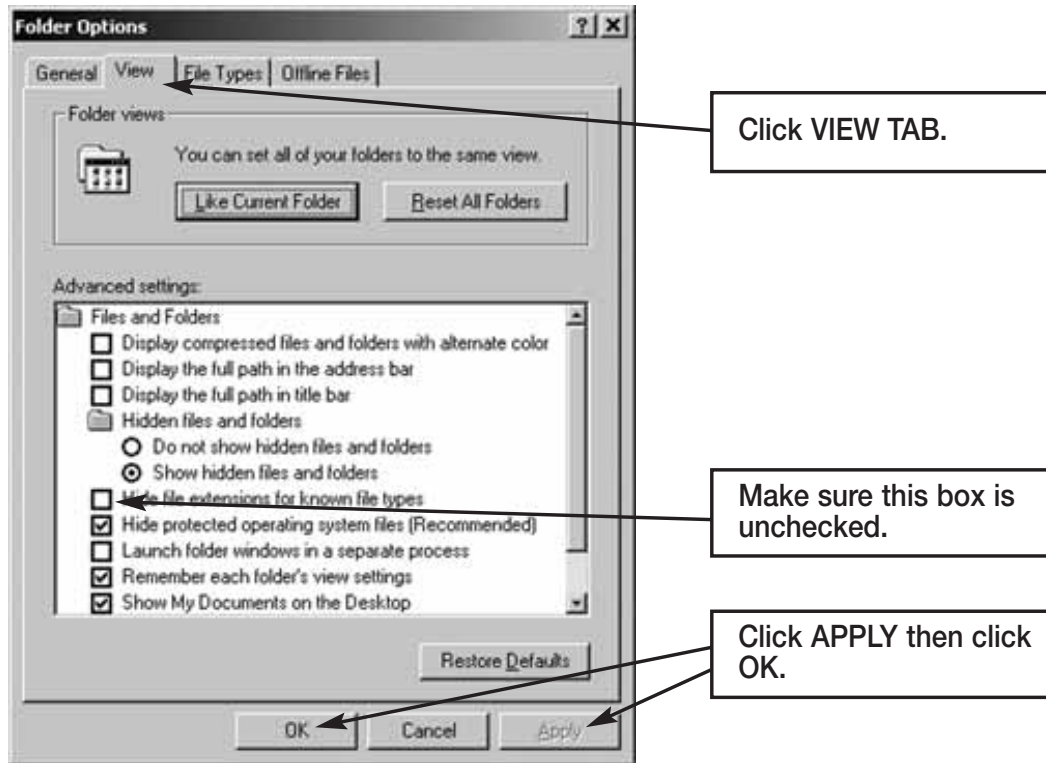 Folder Options
General View File Types Offline Files
Folder views
You can set all of your folders to the same view.
Like Current Folder Reset All Folders
Advanced settings:
Files and Folders
Display compressed files and folders with alternate color
Display the full path in the address bar
Display the full path in title bar
Hidden files and folders
Do not show hidden files and folders
Show hidden files and folders
Hide file extensions for known file types
Hide protected operating system files (Recommended)
Launch folder windows in a separate process
Remember each folder's view settings
Show My Documents on the Desktop
Restore Defaults
OK Cancel Apply
Click VIEW TAB.
Make sure this box is
unchecked.
Click APPLY then click
OK.